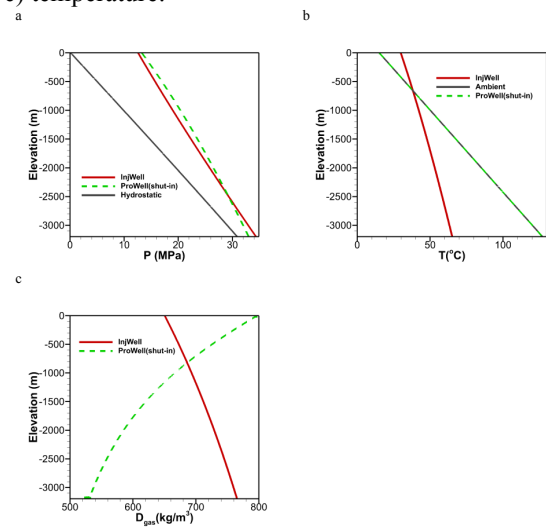 c) temperature.
a
b
0
-500
-1000
-1500
-2000
-2500
-3000
Elevation (m)
InjWell
ProWell(shut-in)
Hydrostatic
0 10 20 30
P (MPa)
0
-500
-1000
-1500
-2000
-2500
-3000
Elevation (m)
InjWell
Ambient
ProWell(shut-in)
0 50 100
T(°C)
c
0
-500
-1000
-1500
-2000
-2500
-3000
Elevation (m)
InjWell
ProWell(shut-in)
500 600 700 800
D_gas(kg/m³)